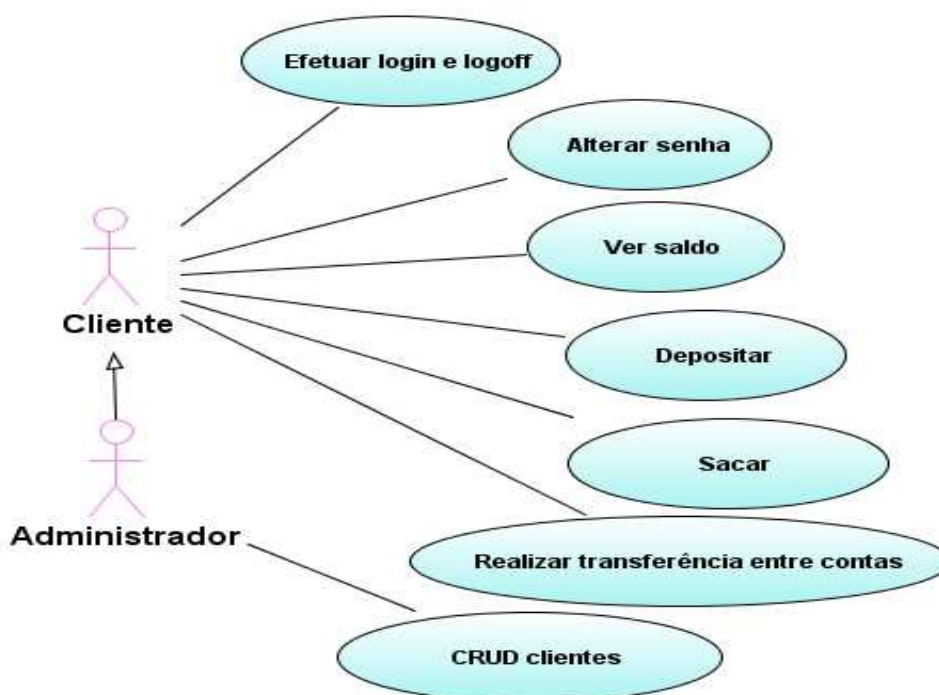 Efetuar login e logoff
Alterar senha
Ver saldo
Cliente
Depositar
Sacar
Administrador
Realizar transferência entre contas
CRUD clientes